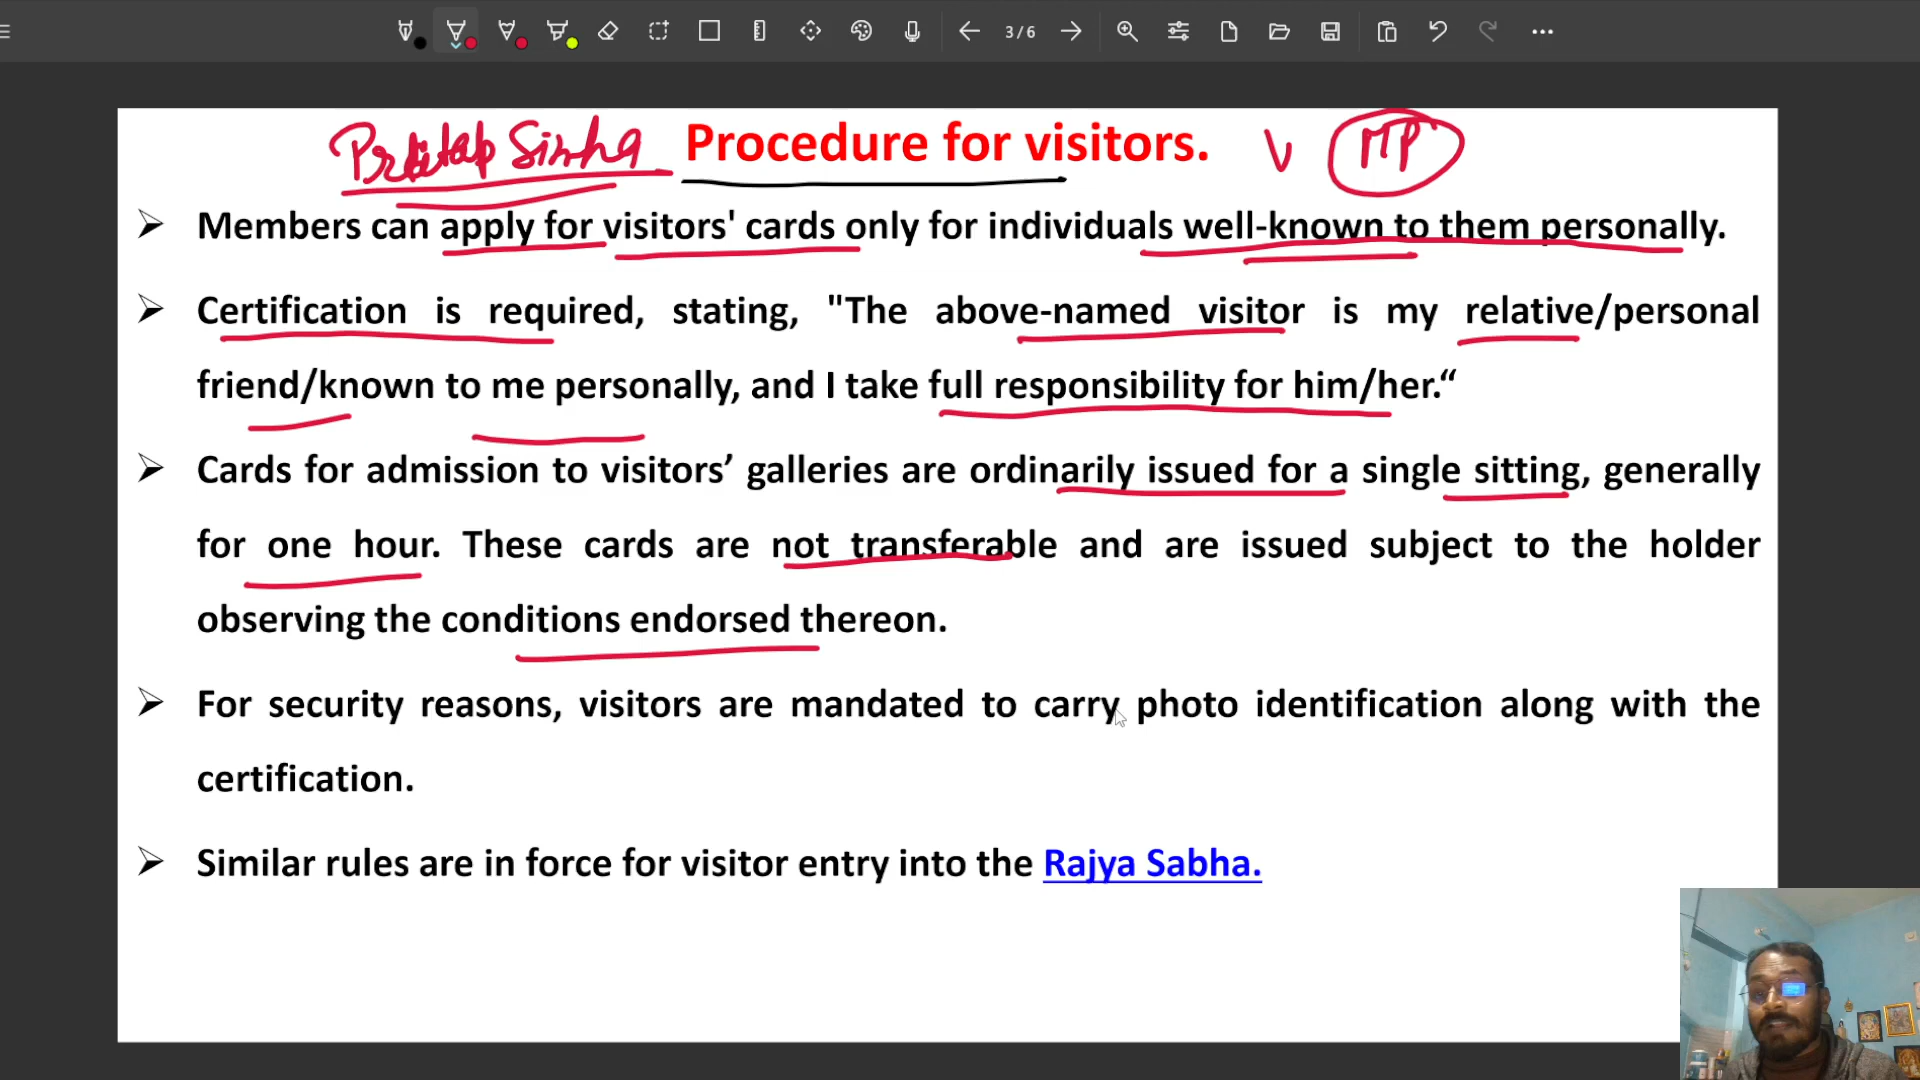 3/6
Pratap Simha Procedure for visitors. V MP
➢ Members can apply for visitors' cards only for individuals well-known to them personally.
➢ Certification is required, stating, "The above-named visitor is my relative/personal
friend/known to me personally, and I take full responsibility for him/her.“
➢ Cards for admission to visitors’ galleries are ordinarily issued for a single sitting, generally
for one hour. These cards are not transferable and are issued subject to the holder
observing the conditions endorsed thereon.
➢ For security reasons, visitors are mandated to carry photo identification along with the
certification.
➢ Similar rules are in force for visitor entry into the Rajya Sabha.